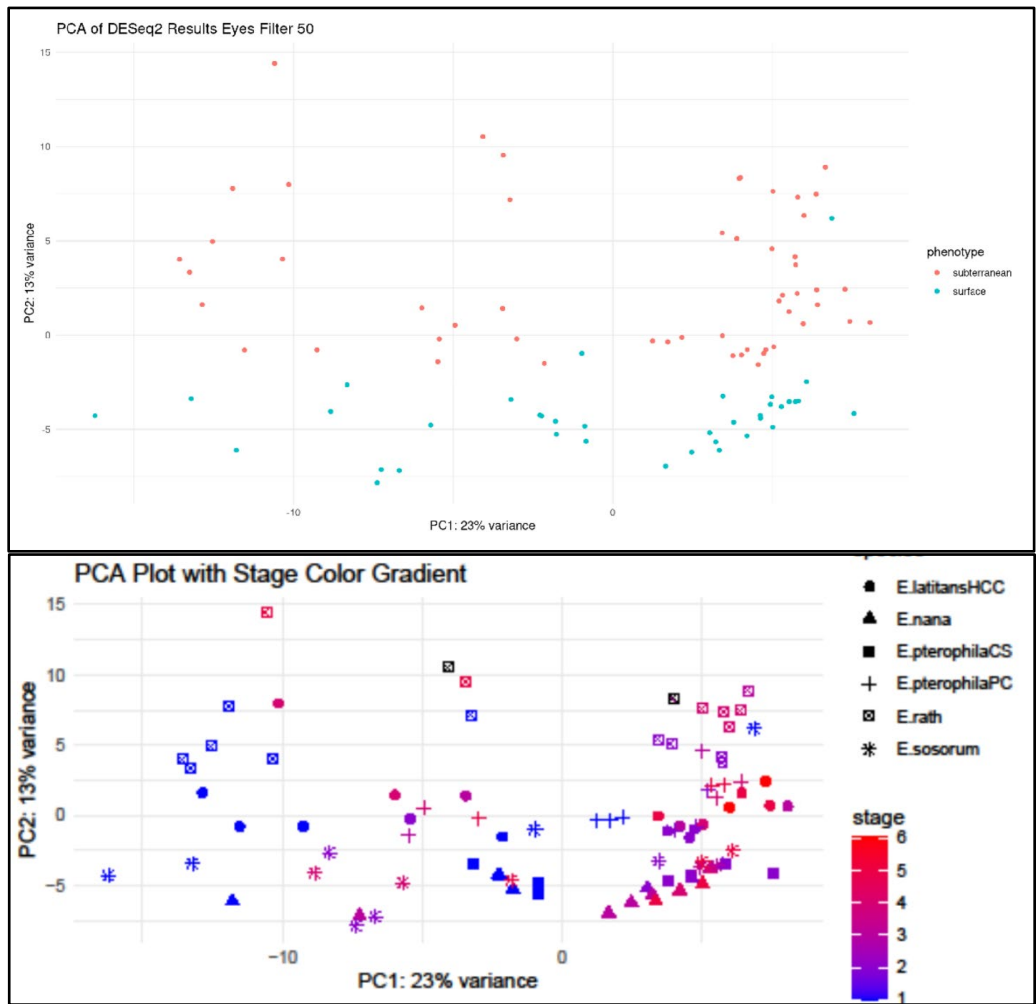 PCA of DESeq2 Results Eyes Filter 50
15
10
5
0
-5
PC2: 13% variance
-10
0
PC1: 23% variance
phenotype
subterranean
surface
PCA Plot with Stage Color Gradient
15
10
5
0
−5
PC2: 13% variance
−10
0
PC1: 23% variance
E.latitansHCC
E.nana
E.pterophilaCS
E.pterophilaPC
E.rath
E.sosorum
stage
6
5
4
3
2
1